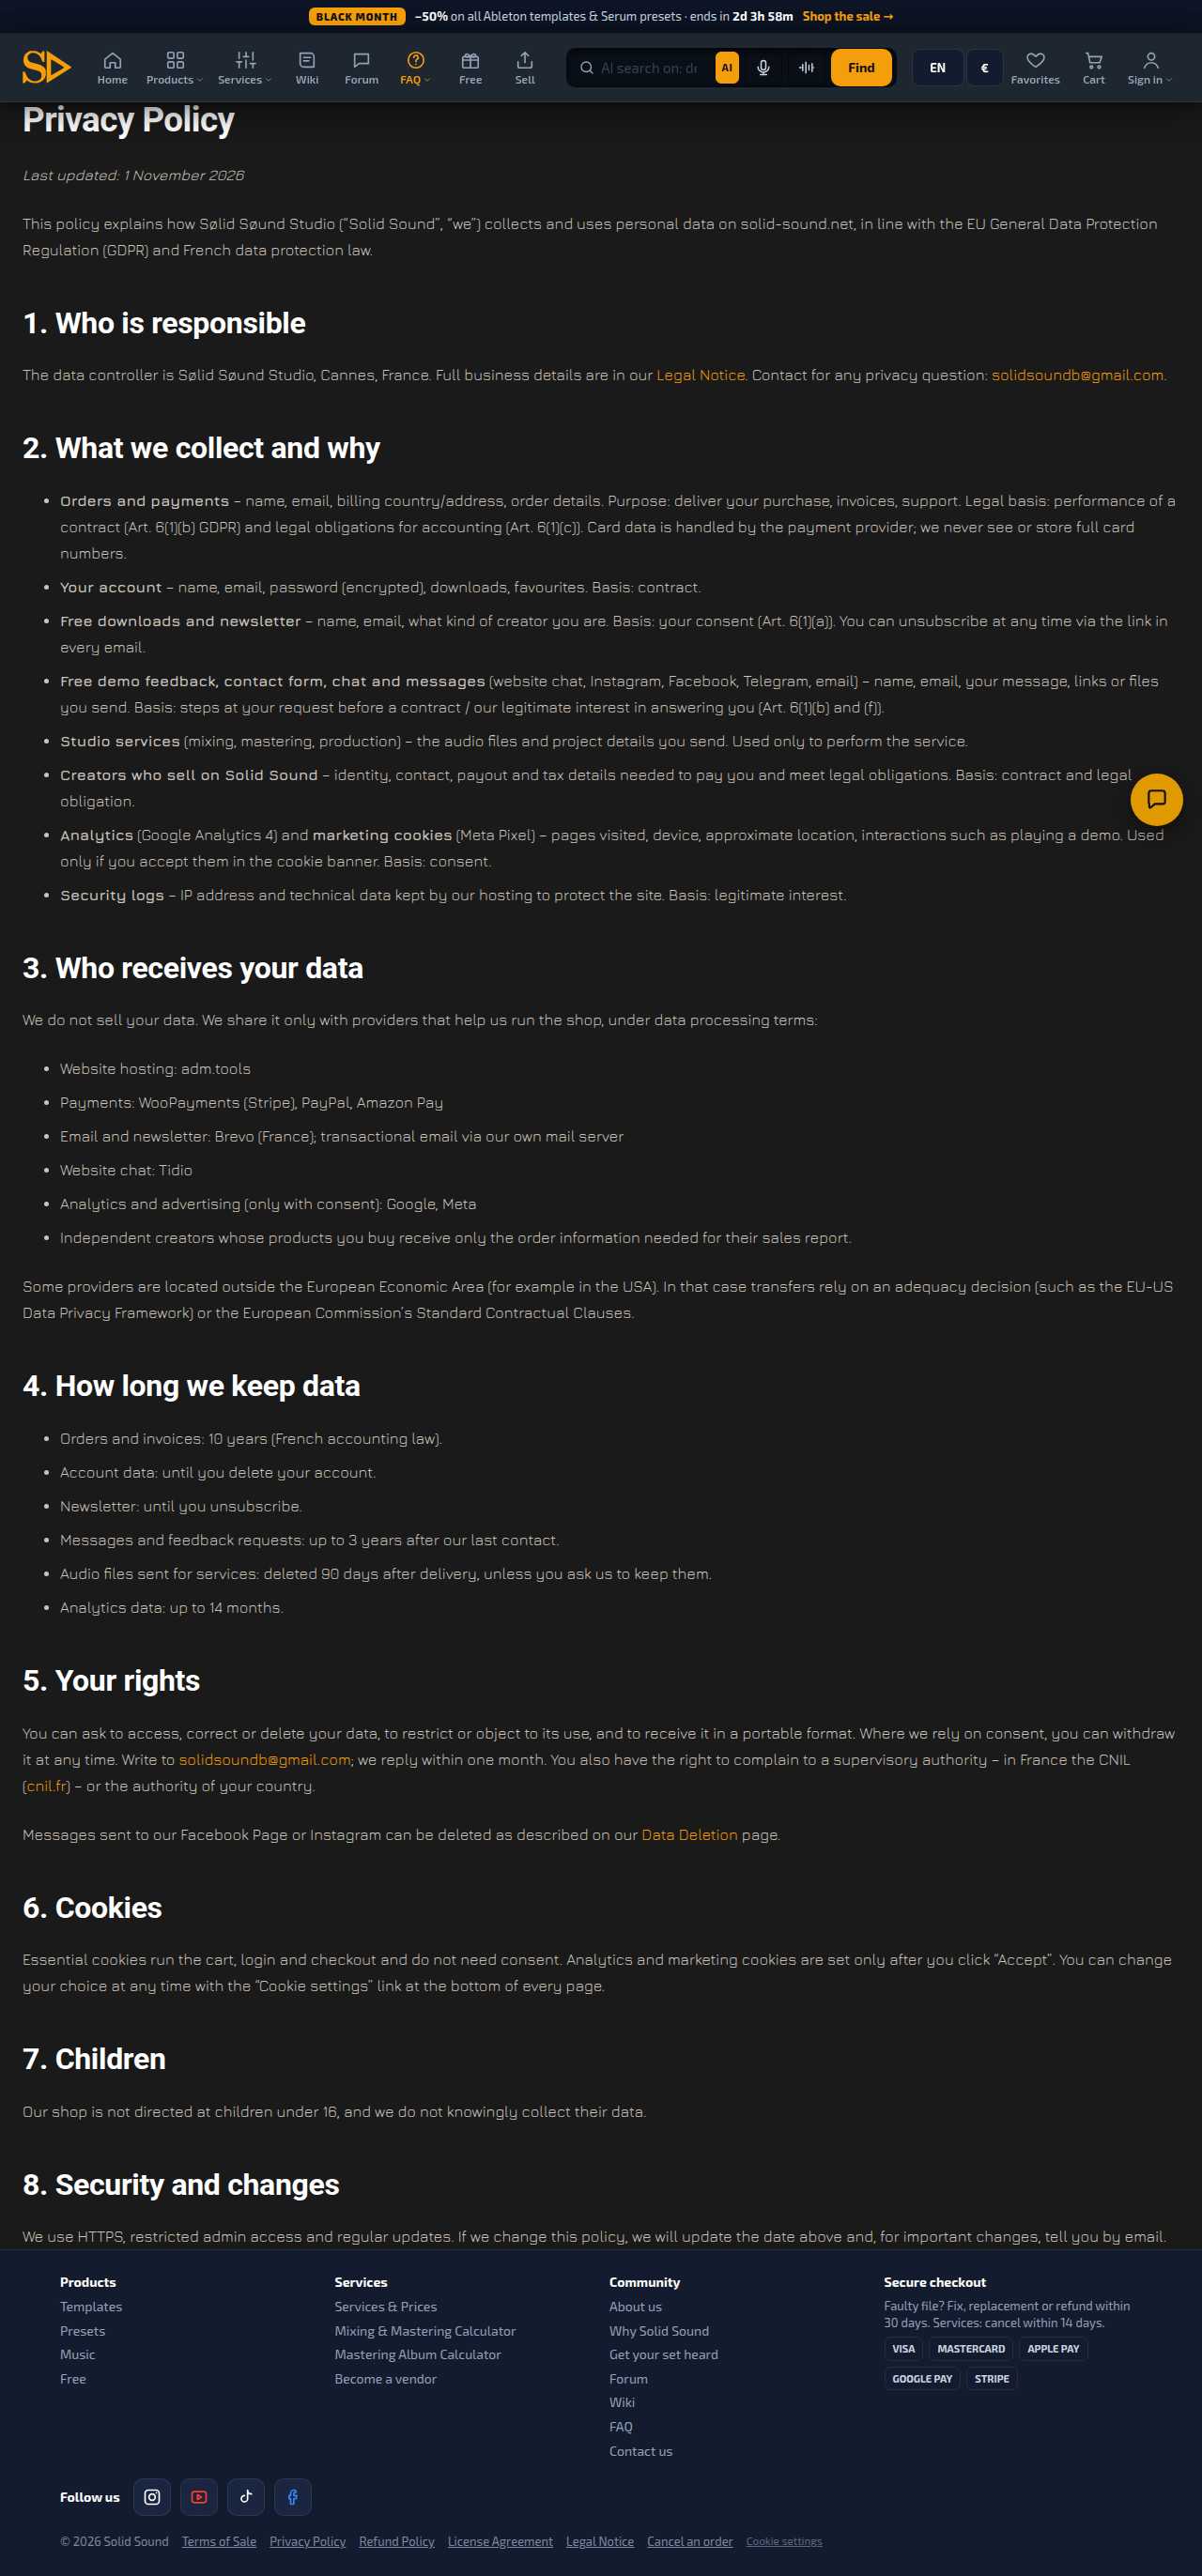 BLACK MONTH −50% on all Ableton templates & Serum presets · ends in 2d 3h 58m Shop the sale →
Home Products Services Wiki Forum FAQ Free Sell AI search on: de AI Find EN € Favorites Cart Sign in
Privacy Policy
Last updated: 1 November 2026
This policy explains how Sølid Søund Studio (“Solid Sound”, “we”) collects and uses personal data on solid-sound.net, in line with the EU General Data Protection
Regulation (GDPR) and French data protection law.
1. Who is responsible
The data controller is Sølid Søund Studio, Cannes, France. Full business details are in our Legal Notice. Contact for any privacy question: solidsoundb@gmail.com.
2. What we collect and why
• Orders and payments – name, email, billing country/address, order details. Purpose: deliver your purchase, invoices, support. Legal basis: performance of a
contract (Art. 6(1)(b) GDPR) and legal obligations for accounting (Art. 6(1)(c)). Card data is handled by the payment provider; we never see or store full card
numbers.
• Your account – name, email, password (encrypted), downloads, favourites. Basis: contract.
• Free downloads and newsletter – name, email, what kind of creator you are. Basis: your consent (Art. 6(1)(a)). You can unsubscribe at any time via the link in
every email.
• Free demo feedback, contact form, chat and messages (website chat, Instagram, Facebook, Telegram, email) – name, email, your message, links or files
you send. Basis: steps at your request before a contract / our legitimate interest in answering you (Art. 6(1)(b) and (f)).
• Studio services (mixing, mastering, production) – the audio files and project details you send. Used only to perform the service.
• Creators who sell on Solid Sound – identity, contact, payout and tax details needed to pay you and meet legal obligations. Basis: contract and legal
obligation.
• Analytics (Google Analytics 4) and marketing cookies (Meta Pixel) – pages visited, device, approximate location, interactions such as playing a demo. Used
only if you accept them in the cookie banner. Basis: consent.
• Security logs – IP address and technical data kept by our hosting to protect the site. Basis: legitimate interest.
3. Who receives your data
We do not sell your data. We share it only with providers that help us run the shop, under data processing terms:
• Website hosting: adm.tools
• Payments: WooPayments (Stripe), PayPal, Amazon Pay
• Email and newsletter: Brevo (France); transactional email via our own mail server
• Website chat: Tidio
• Analytics and advertising (only with consent): Google, Meta
• Independent creators whose products you buy receive only the order information needed for their sales report.
Some providers are located outside the European Economic Area (for example in the USA). In that case transfers rely on an adequacy decision (such as the EU-US
Data Privacy Framework) or the European Commission’s Standard Contractual Clauses.
4. How long we keep data
• Orders and invoices: 10 years (French accounting law).
• Account data: until you delete your account.
• Newsletter: until you unsubscribe.
• Messages and feedback requests: up to 3 years after our last contact.
• Audio files sent for services: deleted 90 days after delivery, unless you ask us to keep them.
• Analytics data: up to 14 months.
5. Your rights
You can ask to access, correct or delete your data, to restrict or object to its use, and to receive it in a portable format. Where we rely on consent, you can withdraw
it at any time. Write to solidsoundb@gmail.com; we reply within one month. You also have the right to complain to a supervisory authority – in France the CNIL
(cnil.fr) – or the authority of your country.
Messages sent to our Facebook Page or Instagram can be deleted as described on our Data Deletion page.
6. Cookies
Essential cookies run the cart, login and checkout and do not need consent. Analytics and marketing cookies are set only after you click “Accept”. You can change
your choice at any time with the “Cookie settings” link at the bottom of every page.
7. Children
Our shop is not directed at children under 16, and we do not knowingly collect their data.
8. Security and changes
We use HTTPS, restricted admin access and regular updates. If we change this policy, we will update the date above and, for important changes, tell you by email.
Products
Templates
Presets
Music
Free
Services
Services & Prices
Mixing & Mastering Calculator
Mastering Album Calculator
Become a vendor
Community
About us
Why Solid Sound
Get your set heard
Forum
Wiki
FAQ
Contact us
Secure checkout
Faulty file? Fix, replacement or refund within
30 days. Services: cancel within 14 days.
VISA MASTERCARD APPLE PAY
GOOGLE PAY STRIPE
Follow us
© 2026 Solid Sound Terms of Sale Privacy Policy Refund Policy License Agreement Legal Notice Cancel an order Cookie settings